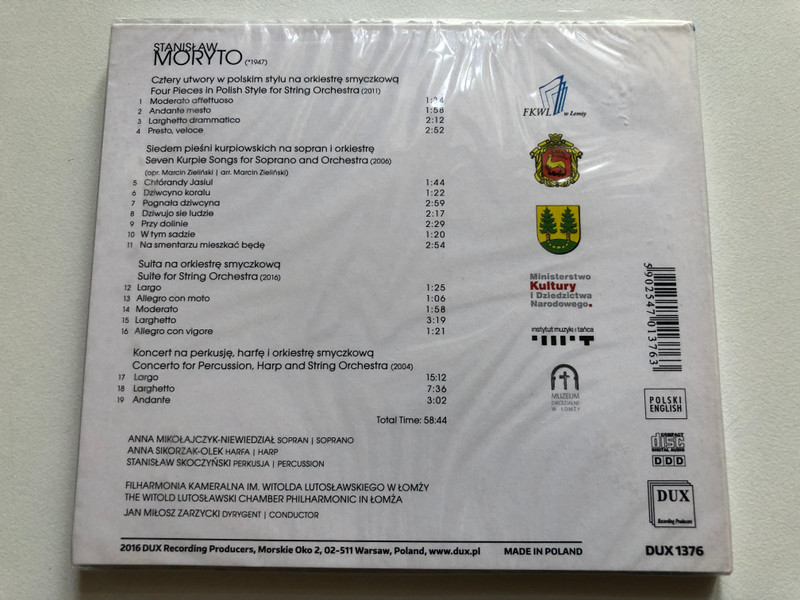 STANISŁAW
MORYTO (*1947)
Cztery utwory w polskim stylu na orkiestrę smyczkową
Four Pieces in Polish Style for String Orchestra (2011)
1 Moderato affettuoso 1:34
2 Andante mesto 1:58
3 Larghetto drammatico 2:12
4 Presto, veloce 2:52
Siedem pieśni kurpiowskich na sopran i orkiestrę
Seven Kurpie Songs for Soprano and Orchestra (2006)
(opr. Marcin Zieliński | arr. Marcin Zieliński)
5 Chtórandy Jasiul 1:44
6 Dziwcyno koralu 1:22
7 Pognała dziwcyna 2:59
8 Dziwujo sie ludzie 2:17
9 Przy dolinie 2:29
10 W tym sadzie 1:20
11 Na smentarzu mieszkać będę 2:54
Suita na orkiestrę smyczkową
Suite for String Orchestra (2016)
12 Largo 1:25
13 Allegro con moto 1:06
14 Moderato 1:58
15 Larghetto 3:19
16 Allegro con vigore 1:21
Koncert na perkusję, harfę i orkiestrę smyczkową
Concerto for Percussion, Harp and String Orchestra (2004)
17 Largo 15:12
18 Larghetto 7:36
19 Andante 3:02
Total Time: 58:44
ANNA MIKOŁAJCZYK-NIEWIEDZIAŁ SOPRAN | SOPRANO
ANNA SIKORZAK-OLEK HARFA | HARP
STANISŁAW SKOCZYŃSKI PERKUSJA | PERCUSSION
FILHARMONIA KAMERALNA IM. WITOLDA LUTOSŁAWSKIEGO W ŁOMŻY
THE WITOLD LUTOSŁAWSKI CHAMBER PHILHARMONIC IN ŁOMŻA
JAN MIŁOSZ ZARZYCKI DYRYGENT | CONDUCTOR
2016 DUX Recording Producers, Morskie Oko 2, 02-511 Warsaw, Poland, www.dux.pl MADE IN POLAND
FKWL w Łomży
Ministerstwo
Kultury
i Dziedzictwa
Narodowego.
instytut muzyki i tańca
MUZEUM
DIECEZJALNE
W ŁOMŻY
5902547013763
POLSKI
ENGLISH
COMPACT
disc
DIGITAL AUDIO
DDD
DUX
Recording Producers
DUX 1376